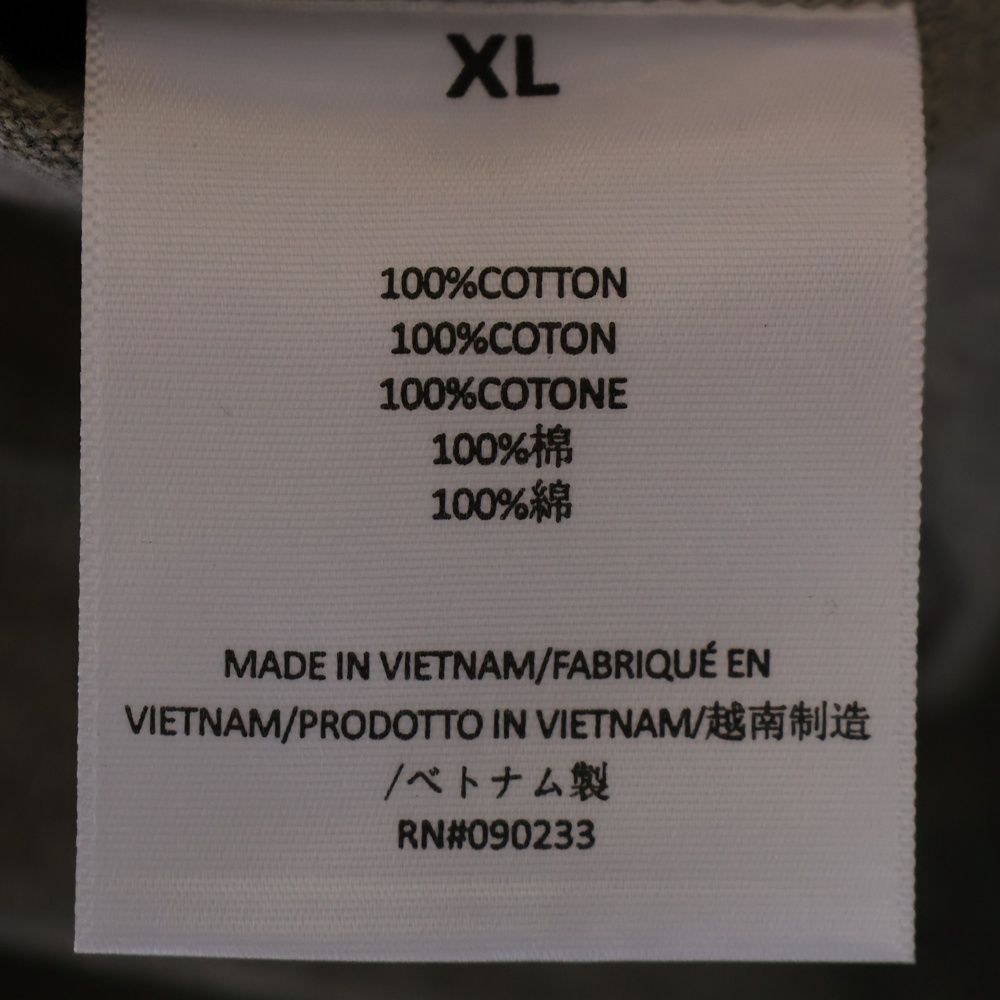 XL
100%COTTON
100%COTON
100%COTONE
100%棉
100%綿
MADE IN VIETNAM/FABRIQUÉ EN
VIETNAM/PRODOTTO IN VIETNAM/越南制造
/ベトナム製
RN#090233